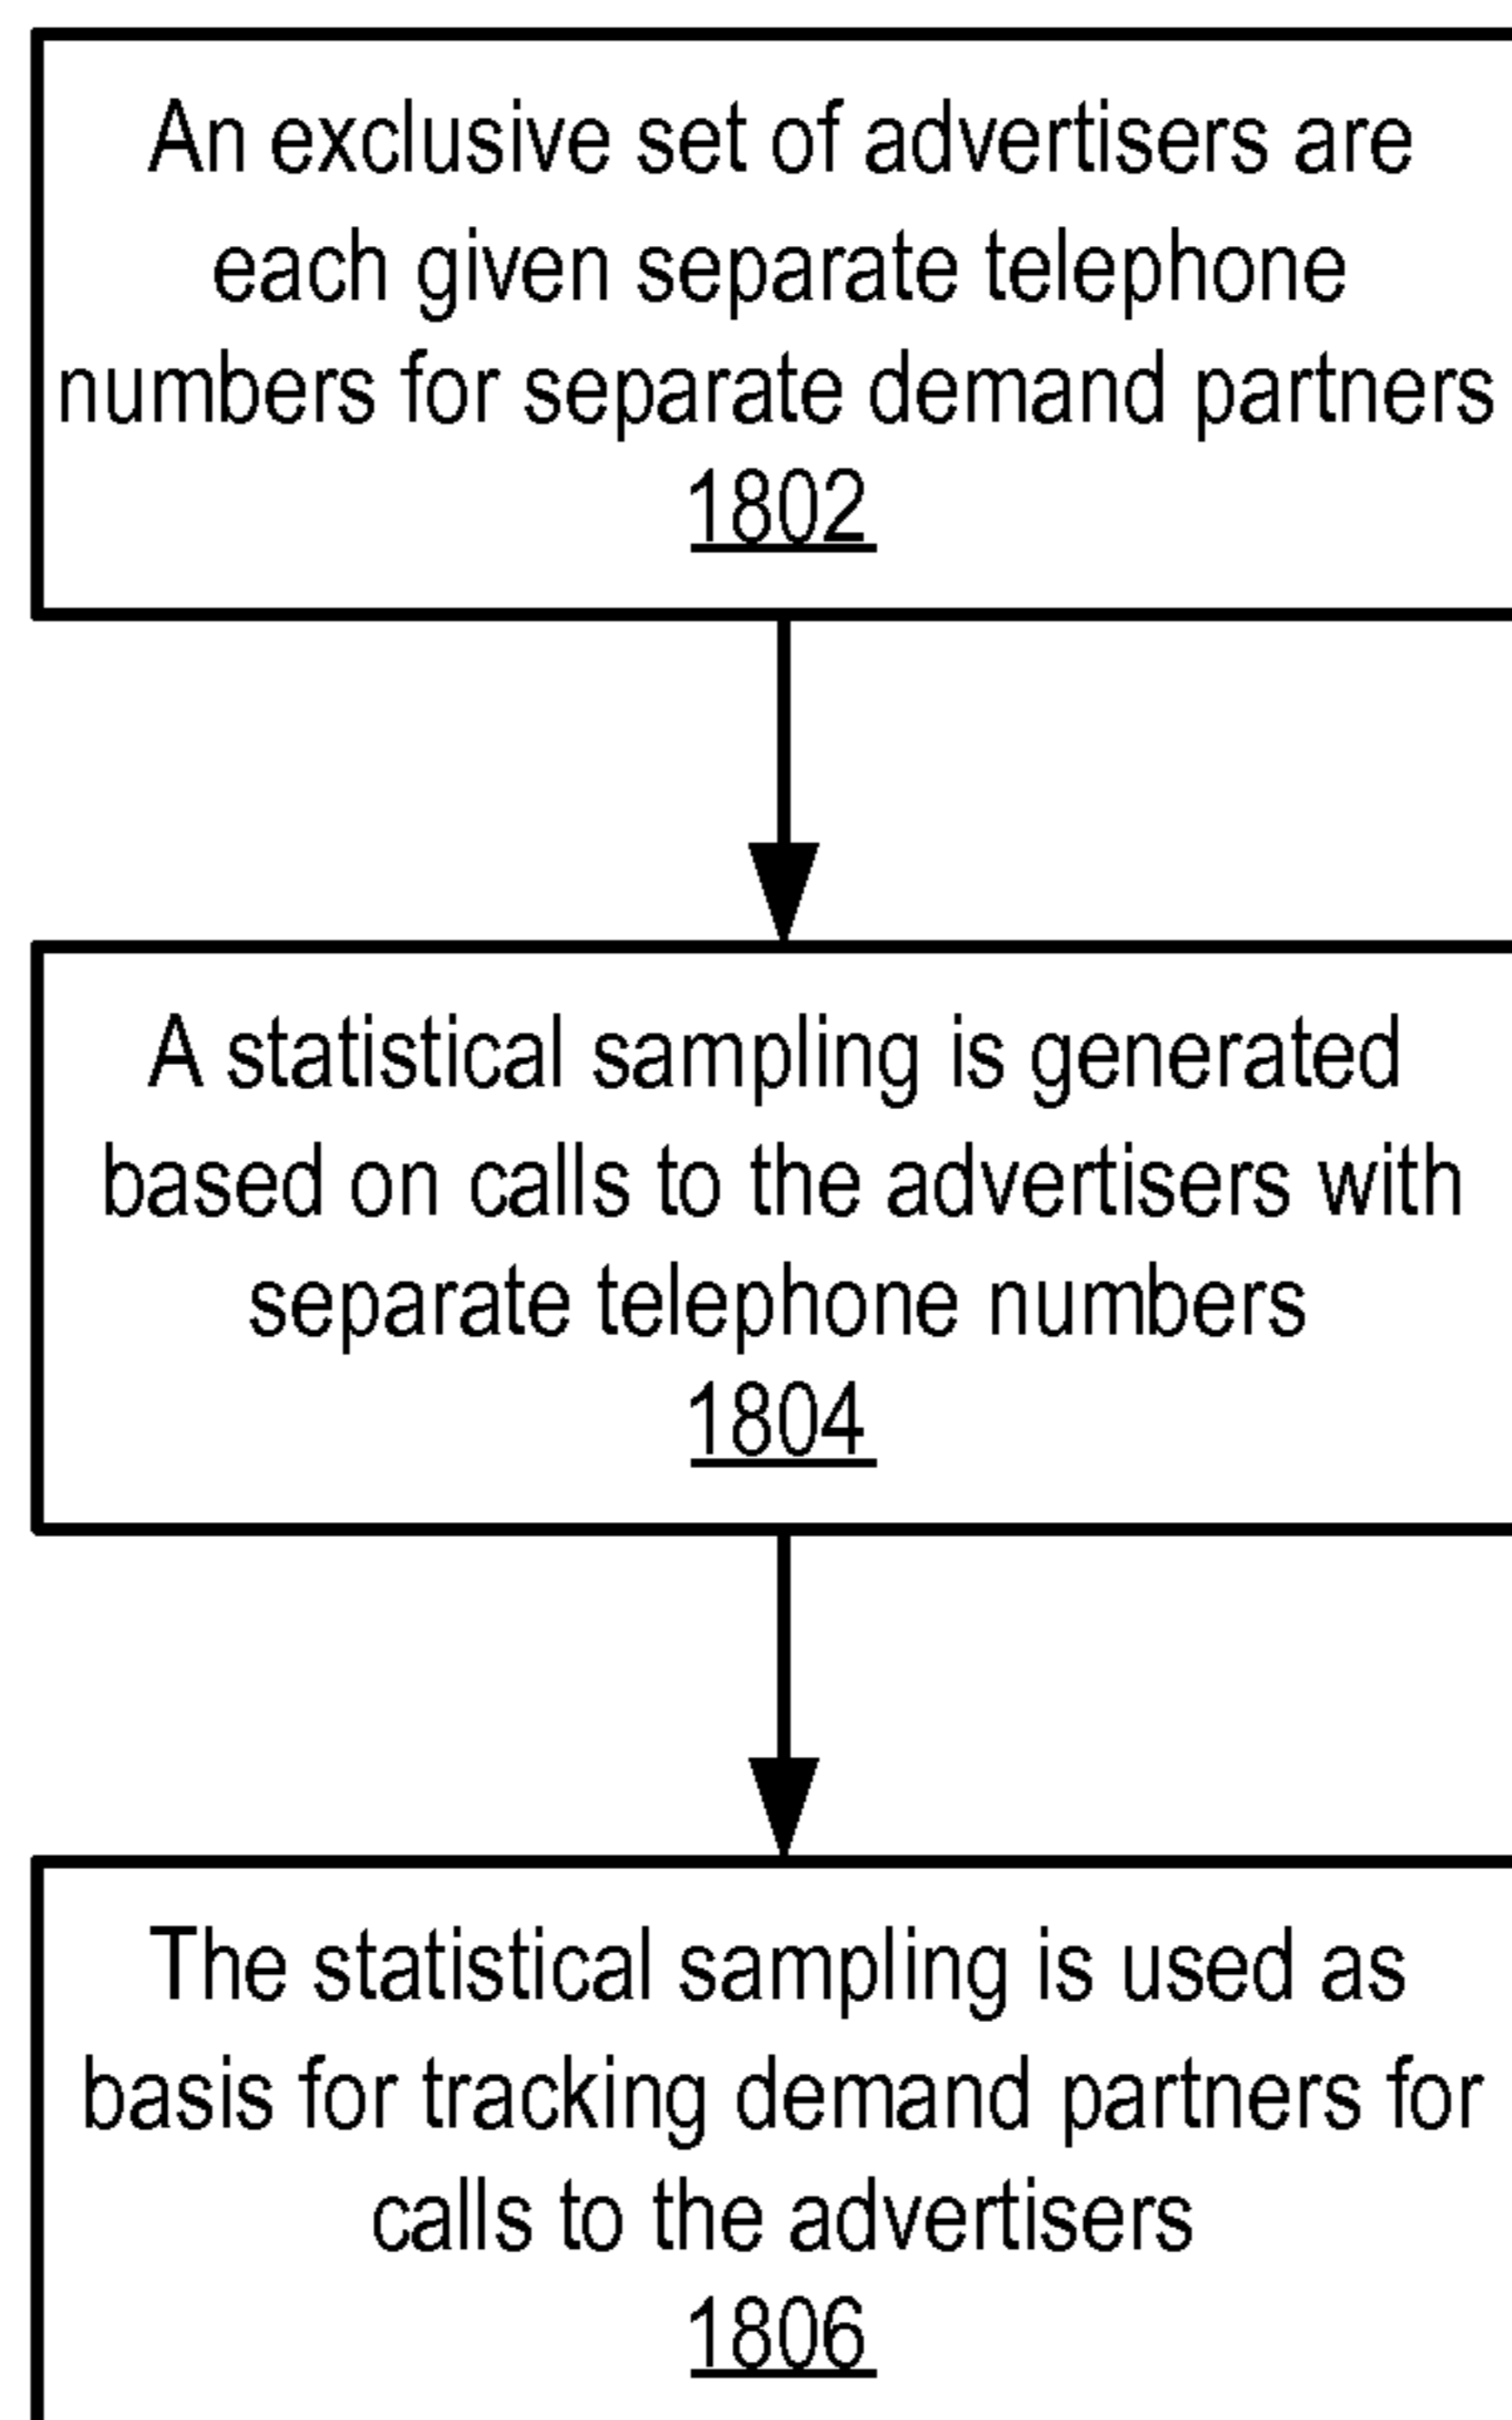 An exclusive set of advertisers are
each given separate telephone
numbers for separate demand partners
1802
A statistical sampling is generated
based on calls to the advertisers with
separate telephone numbers
1804
The statistical sampling is used as
basis for tracking demand partners for
calls to the advertisers
1806